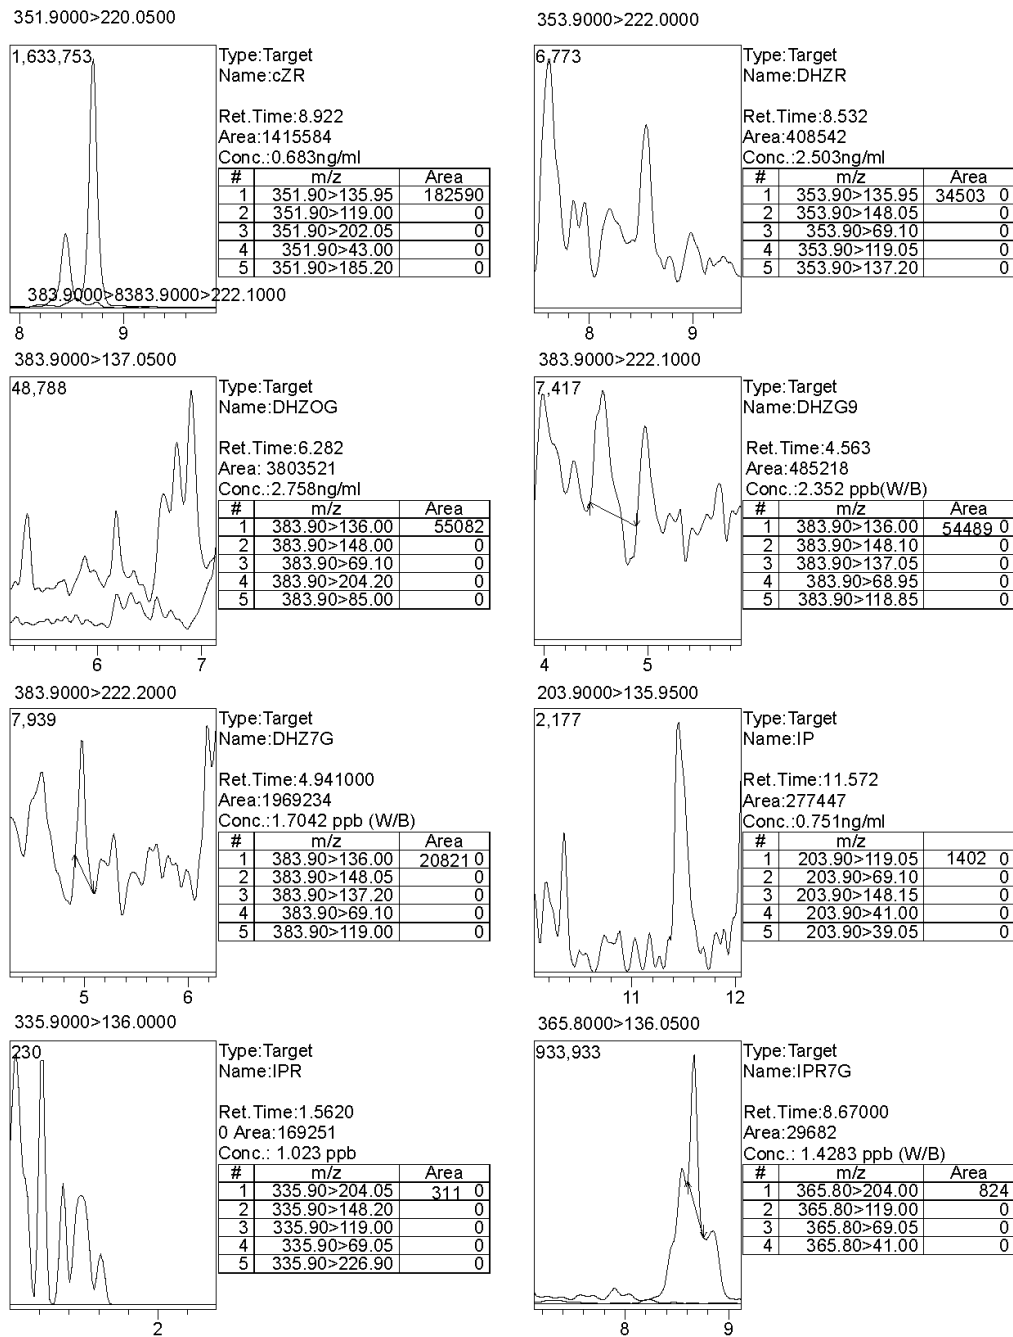 351.9000>220.0500
1,633,753
Type:Target
Name:cZR
Ret.Time:8.922
Area:1415584
Conc.:0.683ng/ml
# m/z Area
1 351.90>135.95 182590
2 351.90>119.00 0
3 351.90>202.05 0
4 351.90>43.00 0
5 351.90>185.20 0
383.9000>8383.9000>222.1000
8 9
353.9000>222.0000
6,773
Type:Target
Name:DHZR
Ret.Time:8.532
Area:408542
Conc.:2.503ng/ml
# m/z Area
1 353.90>135.95 34503 0
2 353.90>148.05 0
3 353.90>69.10 0
4 353.90>119.05 0
5 353.90>137.20 0
8 9
383.9000>137.0500
48,788
Type:Target
Name:DHZOG
Ret.Time:6.282
Area: 3803521
Conc.:2.758ng/ml
# m/z Area
1 383.90>136.00 55082
2 383.90>148.00 0
3 383.90>69.10 0
4 383.90>204.20 0
5 383.90>85.00 0
6 7
383.9000>222.1000
7,417
Type:Target
Name:DHZG9
Ret.Time:4.563
Area:485218
Conc.:2.352 ppb(W/B)
# m/z Area
1 383.90>136.00 54489 0
2 383.90>148.10 0
3 383.90>137.05 0
4 383.90>68.95 0
5 383.90>118.85 0
4 5
383.9000>222.2000
7,939
Type:Target
Name:DHZ7G
Ret.Time:4.941000
Area:1969234
Conc.:1.7042 ppb (W/B)
# m/z Area
1 383.90>136.00 20821 0
2 383.90>148.05 0
3 383.90>137.20 0
4 383.90>69.10 0
5 383.90>119.00 0
5 6
203.9000>135.9500
2,177
Type:Target
Name:IP
Ret.Time:11.572
Area:277447
Conc.:0.751ng/ml
# m/z Area
1 203.90>119.05 1402 0
2 203.90>69.10 0
3 203.90>148.15 0
4 203.90>41.00 0
5 203.90>39.05 0
11 12
335.9000>136.0000
230
Type:Target
Name:IPR
Ret.Time:1.5620
0 Area:169251
Conc.: 1.023 ppb
# m/z Area
1 335.90>204.05 311 0
2 335.90>148.20 0
3 335.90>119.00 0
4 335.90>69.05 0
5 335.90>226.90 0
2
365.8000>136.0500
933,933
Type:Target
Name:IPR7G
Ret.Time:8.67000
Area:29682
Conc.: 1.4283 ppb (W/B)
# m/z Area
1 365.80>204.00 824
2 365.80>119.00 0
3 365.80>69.05 0
4 365.80>41.00 0
8 9